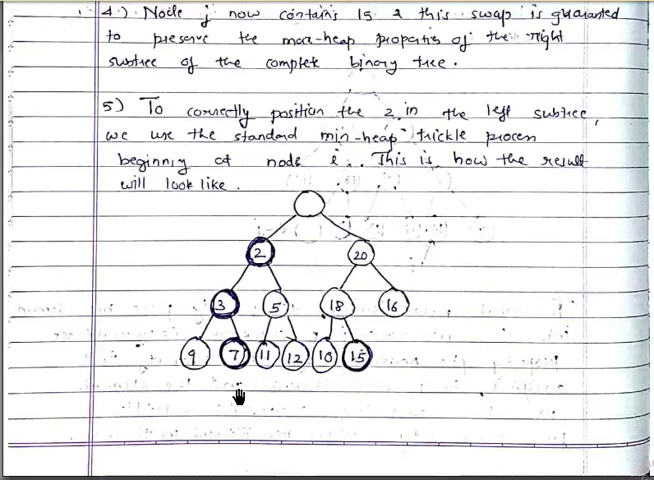 4.) Node j now contains 15 & this swap is guaranted
to preserve the max-heap properties of the right
subtree of the complete binary tree.
5) To correctly position the 2 in the left subtree,
we use the standard min-heap trickle process
beginning at node i. This is how the result
will look like.
2 20
3 5 18 16
9 7 11 12 10 15